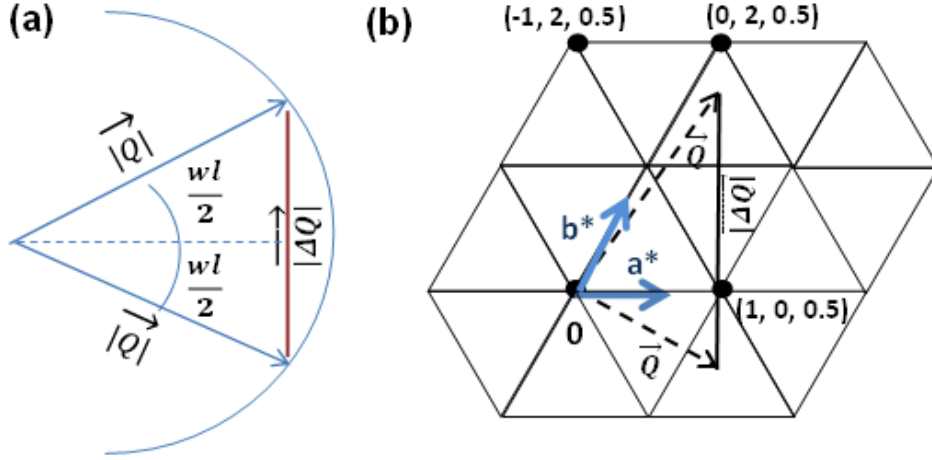 (a)
|Q⃗|
wl
2
wl
2
|ΔQ⃗|
|Q⃗|
(b)
(-1, 2, 0.5)
(0, 2, 0.5)
Q⃗
|ΔQ⃗|
b*
a*
0
(1, 0, 0.5)
Q⃗